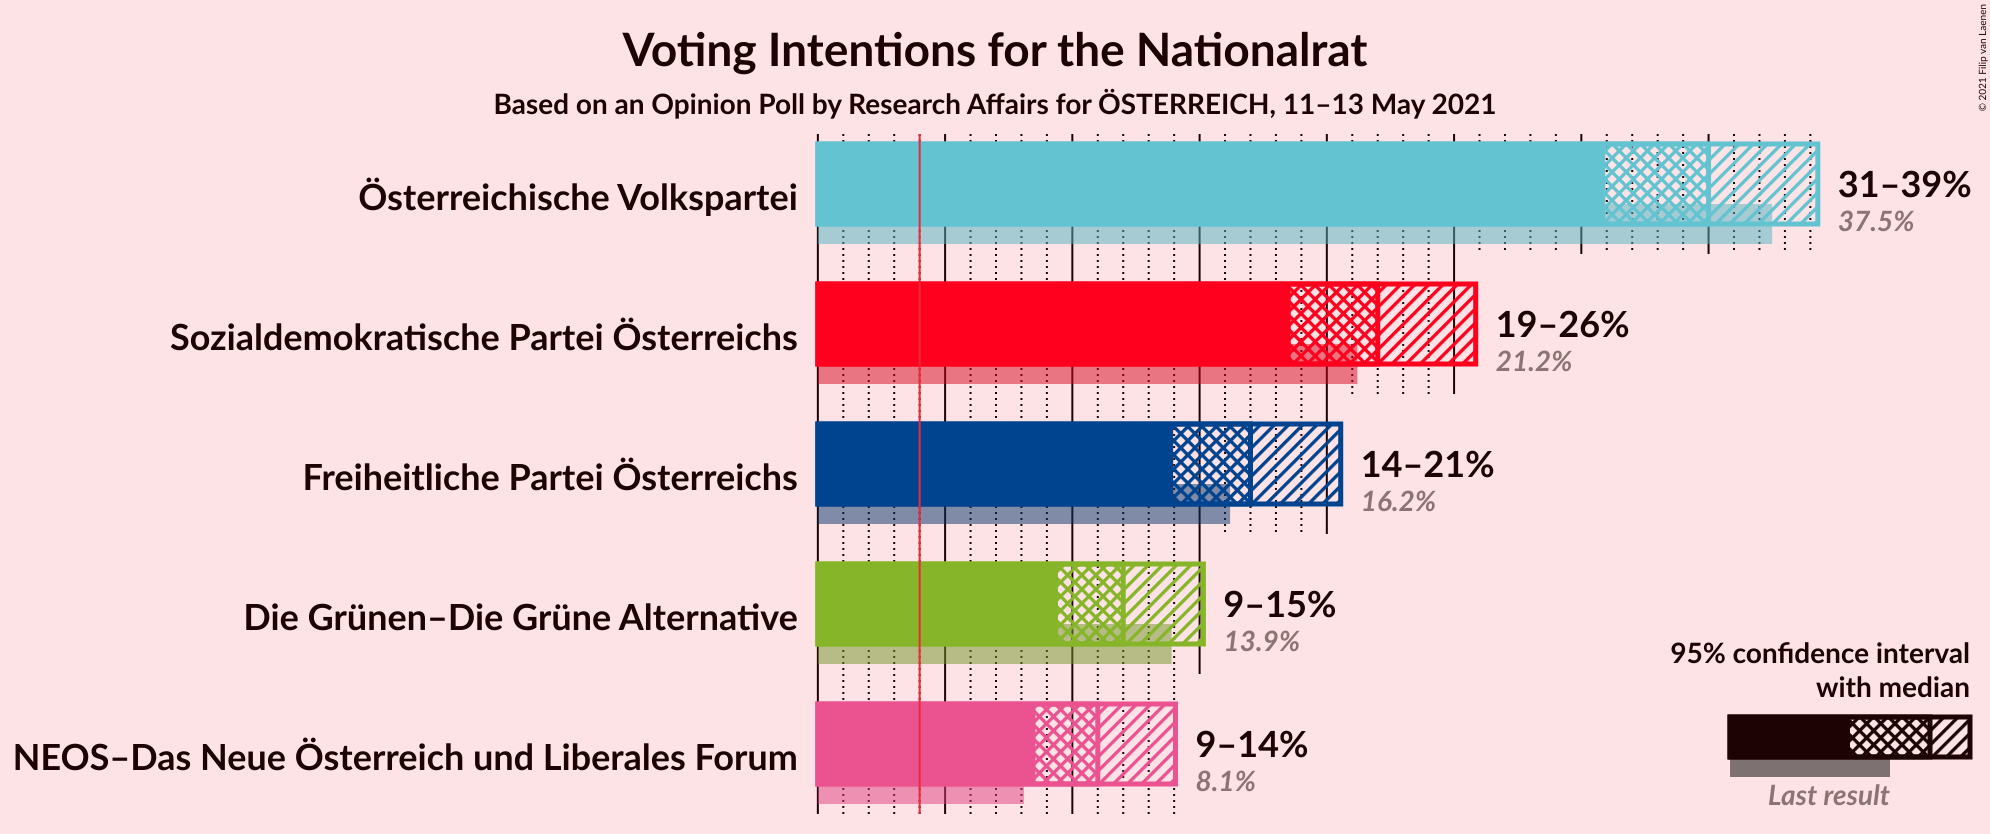 Voting Intentions for the Nationalrat
Based on an Opinion Poll by Research Affairs for ÖSTERREICH, 11–13 May 2021
© 2021 Filip van Laenen
Österreichische Volkspartei
31–39%
37.5%
Sozialdemokratische Partei Österreichs
19–26%
21.2%
Freiheitliche Partei Österreichs
14–21%
16.2%
Die Grünen–Die Grüne Alternative
9–15%
13.9%
NEOS–Das Neue Österreich und Liberales Forum
9–14%
8.1%
95% confidence interval
with median
Last result